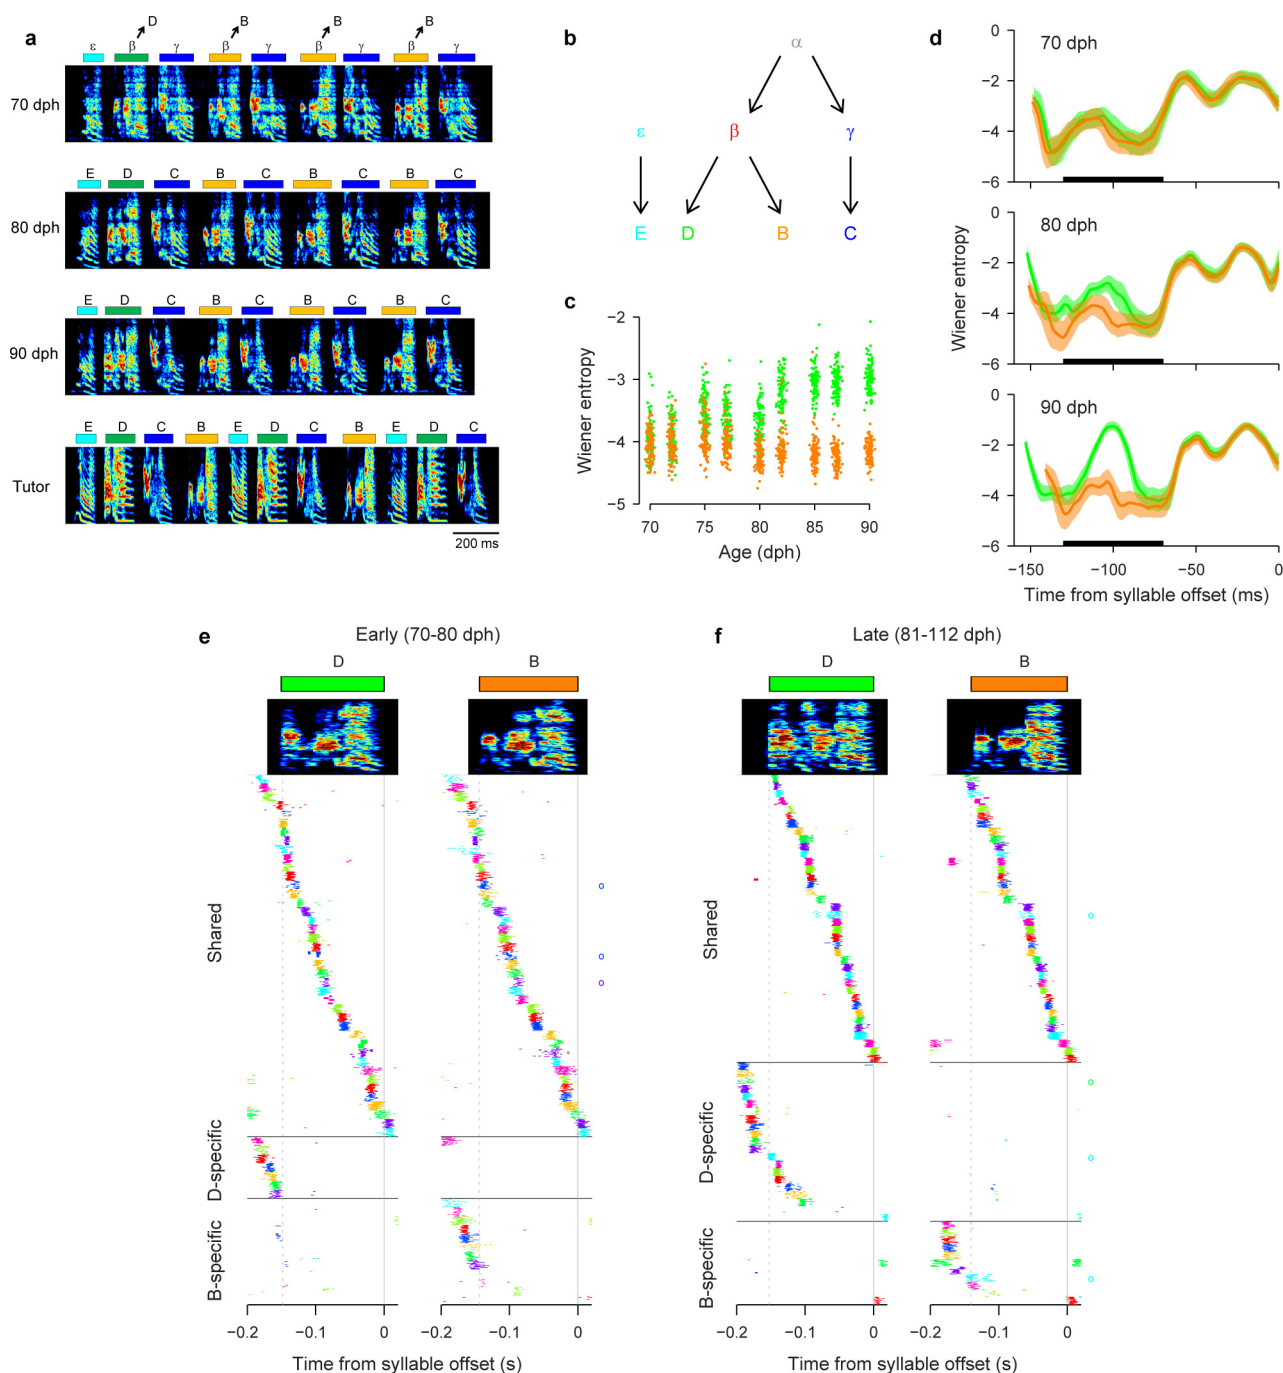 a
D B B B
ε β γ β γ β γ β γ
70 dph
E D C B C B C B C
80 dph
E D C B C B C B C
90 dph
E D C B E D C B E D C
Tutor
200 ms
b
α
ε β γ
E D B C
c
−2
−3
−4
−5
Wiener entropy
70 75 80 85 90
Age (dph)
d
0
−2
−4
−6
70 dph
0
−2
−4
−6
80 dph
Wiener entropy
0
−2
−4
−6
90 dph
−150 −100 −50 0
Time from syllable offset (ms)
e
Early (70-80 dph)
D B
Shared
D-specific
B-specific
−0.2 −0.1 0 −0.2 −0.1 0
Time from syllable offset (s)
f
Late (81-112 dph)
D B
Shared
D-specific
B-specific
−0.2 −0.1 0 −0.2 −0.1 0
Time from syllable offset (s)